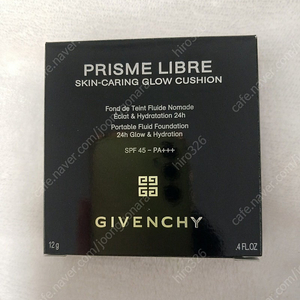 PRISME LIBRE
SKIN-CARING GLOW CUSHION
Fond de Teint Fluide Nomade
Éclat & Hydratation 24h
Portable Fluid Foundation
24h Glow & Hydration
SPF 45 – PA+++
GIVENCHY
12 g
.4 FL.OZ
hiro326